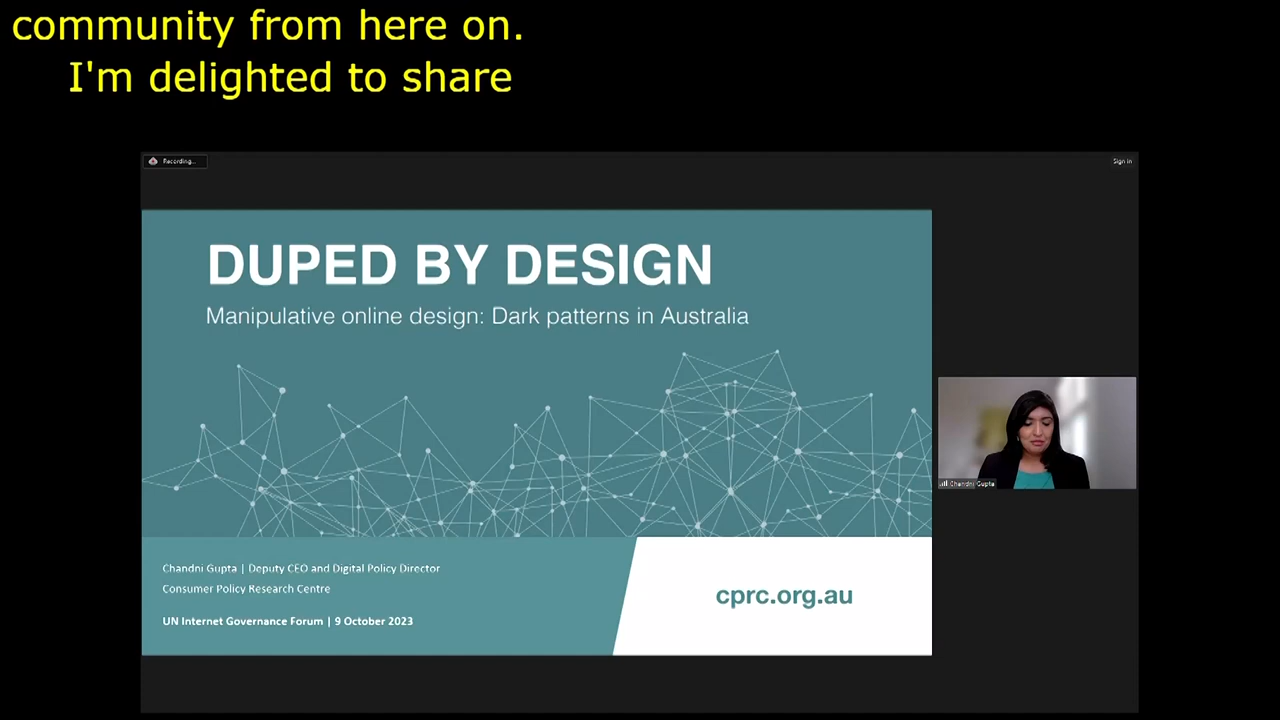 community from here on.
I'm delighted to share
Recording...
Sign in
DUPED BY DESIGN
Manipulative online design: Dark patterns in Australia
Chandni Gupta
Chandni Gupta | Deputy CEO and Digital Policy Director
Consumer Policy Research Centre
cprc.org.au
UN Internet Governance Forum | 9 October 2023